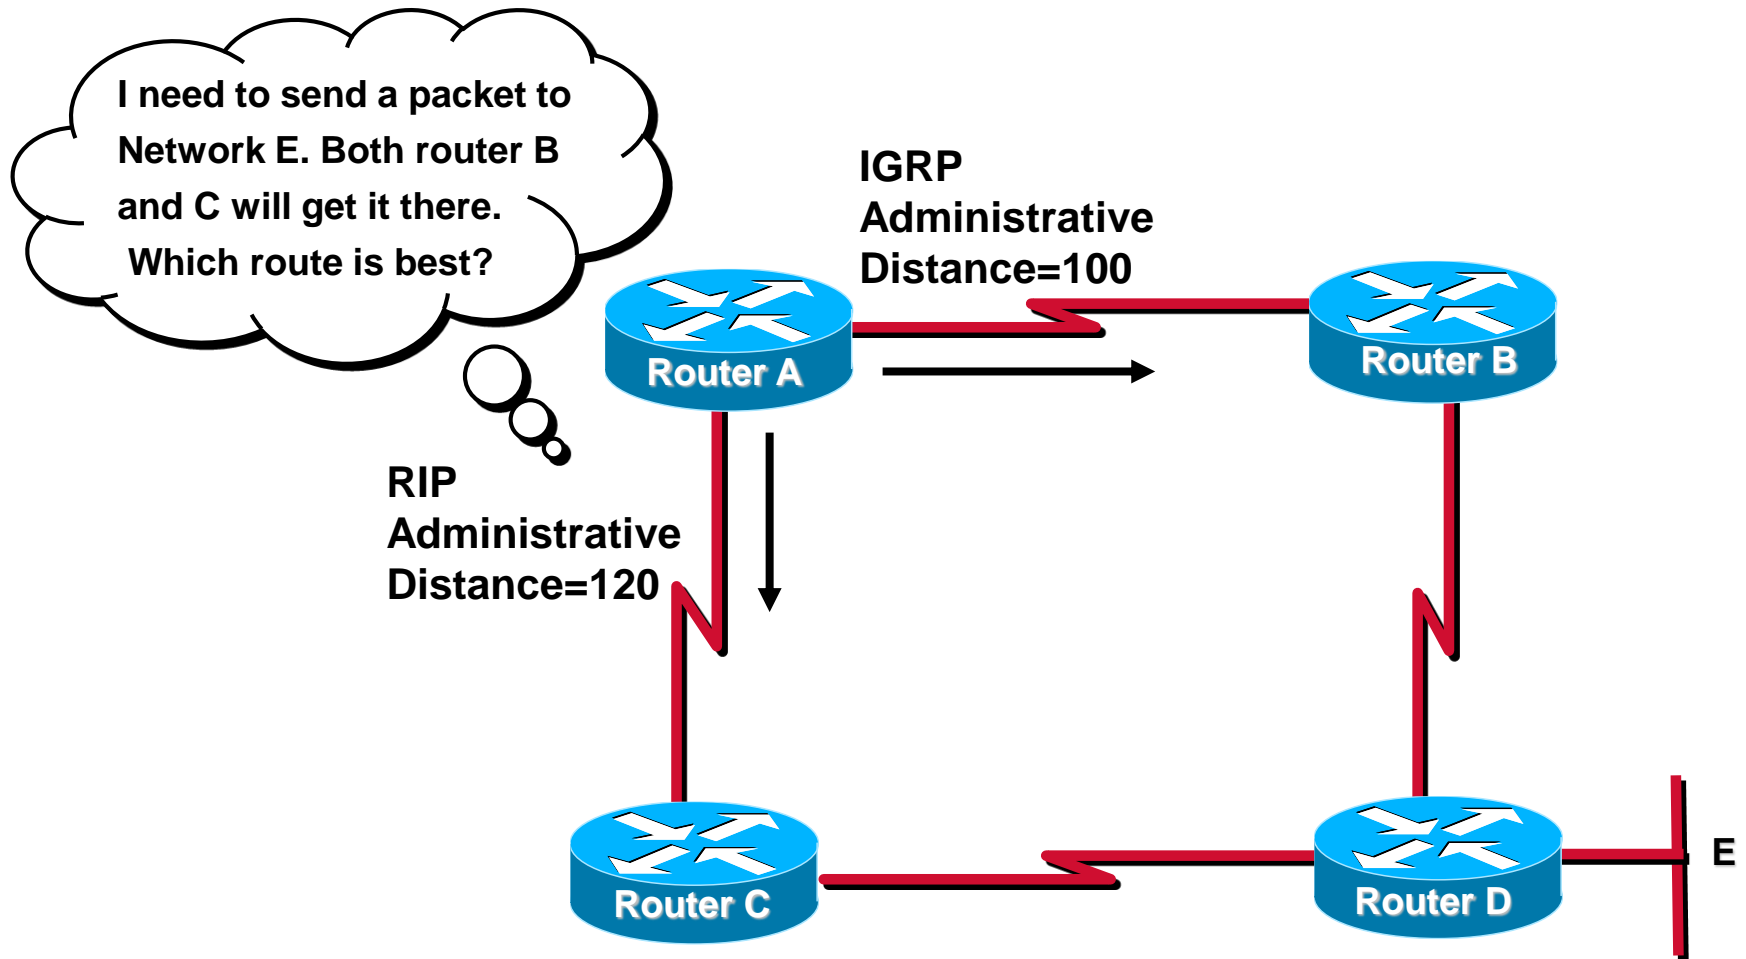 I need to send a packet to
Network E. Both router B
and C will get it there.
Which route is best?
IGRP
Administrative
Distance=100
Router A
Router B
RIP
Administrative
Distance=120
Router C
Router D
E